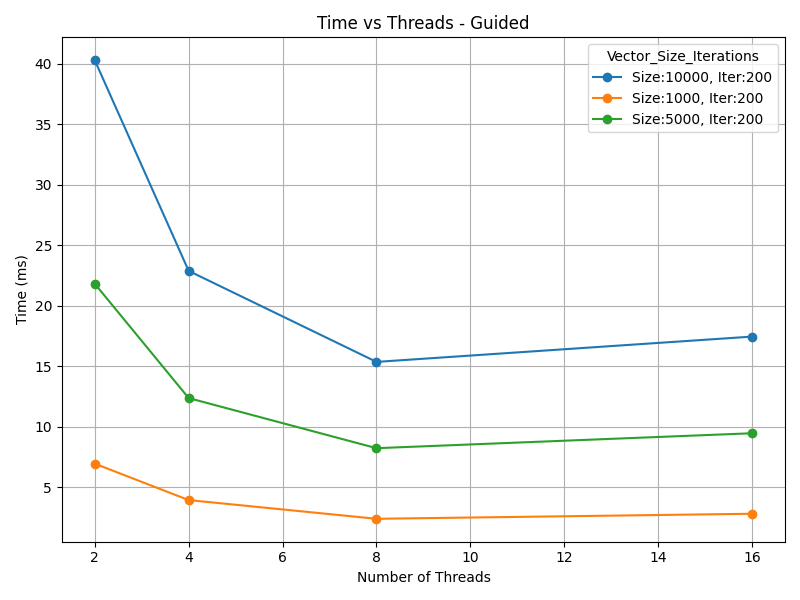 Time vs Threads - Guided
Vector_Size_Iterations
Size:10000, Iter:200
Size:1000, Iter:200
Size:5000, Iter:200
Time (ms)
40
35
30
25
20
15
10
5
2 4 6 8 10 12 14 16
Number of Threads